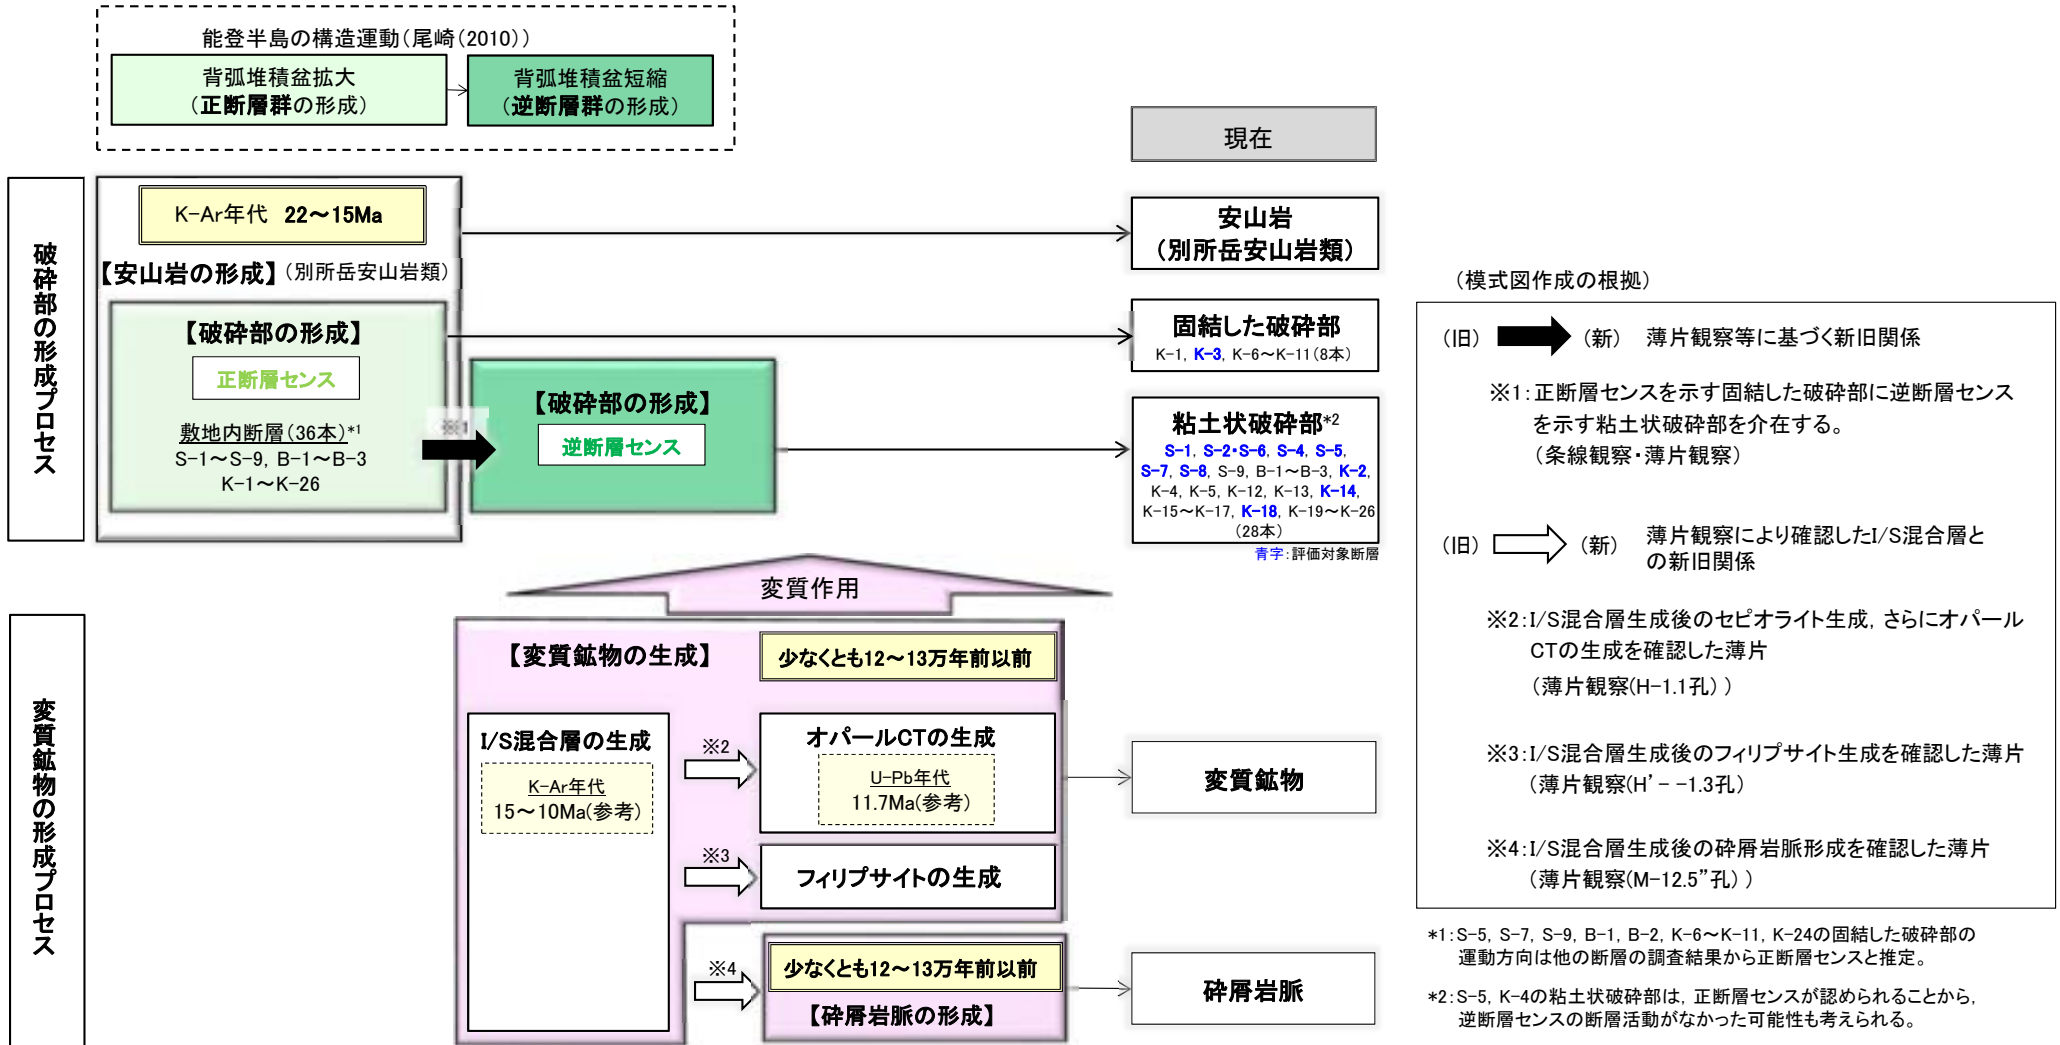 能登半島の構造運動（尾崎（2010））
背弧堆積盆拡大
（正断層群の形成）
背弧堆積盆短縮
（逆断層群の形成）
現在
破砕部の形成プロセス
K-Ar年代 22～15Ma
【安山岩の形成】（別所岳安山岩類）
【破砕部の形成】
正断層センス
敷地内断層（36本）*1
S-1～S-9, B-1～B-3
K-1～K-26
※1
【破砕部の形成】
逆断層センス
安山岩
（別所岳安山岩類）
固結した破砕部
K-1, K-3, K-6～K-11（8本）
粘土状破砕部*2
S-1, S-2・S-6, S-4, S-5,
S-7, S-8, S-9, B-1～B-3, K-2,
K-4, K-5, K-12, K-13, K-14,
K-15～K-17, K-18, K-19～K-26
（28本）
青字：評価対象断層
変質作用
変質鉱物の形成プロセス
【変質鉱物の生成】
少なくとも12～13万年前以前
I/S混合層の生成
K-Ar年代
15～10Ma(参考)
※2
オパールCTの生成
U-Pb年代
11.7Ma(参考)
※3
フィリプサイトの生成
※4
少なくとも12～13万年前以前
【砕屑岩脈の形成】
変質鉱物
砕屑岩脈
（模式図作成の根拠）
（旧） （新） 薄片観察等に基づく新旧関係
※1：正断層センスを示す固結した破砕部に逆断層センス
を示す粘土状破砕部を介在する。
（条線観察・薄片観察）
（旧） （新） 薄片観察により確認したI/S混合層と
の新旧関係
※2：I/S混合層生成後のセピオライト生成，さらにオパール
CTの生成を確認した薄片
（薄片観察(H-1.1孔)）
※3：I/S混合層生成後のフィリプサイト生成を確認した薄片
（薄片観察(H’- -1.3孔)
※4：I/S混合層生成後の砕屑岩脈形成を確認した薄片
（薄片観察(M-12.5”孔)）
*1：S-5, S-7, S-9, B-1, B-2, K-6～K-11, K-24の固結した破砕部の
運動方向は他の断層の調査結果から正断層センスと推定。
*2：S-5, K-4の粘土状破砕部は，正断層センスが認められることから，
逆断層センスの断層活動がなかった可能性も考えられる。